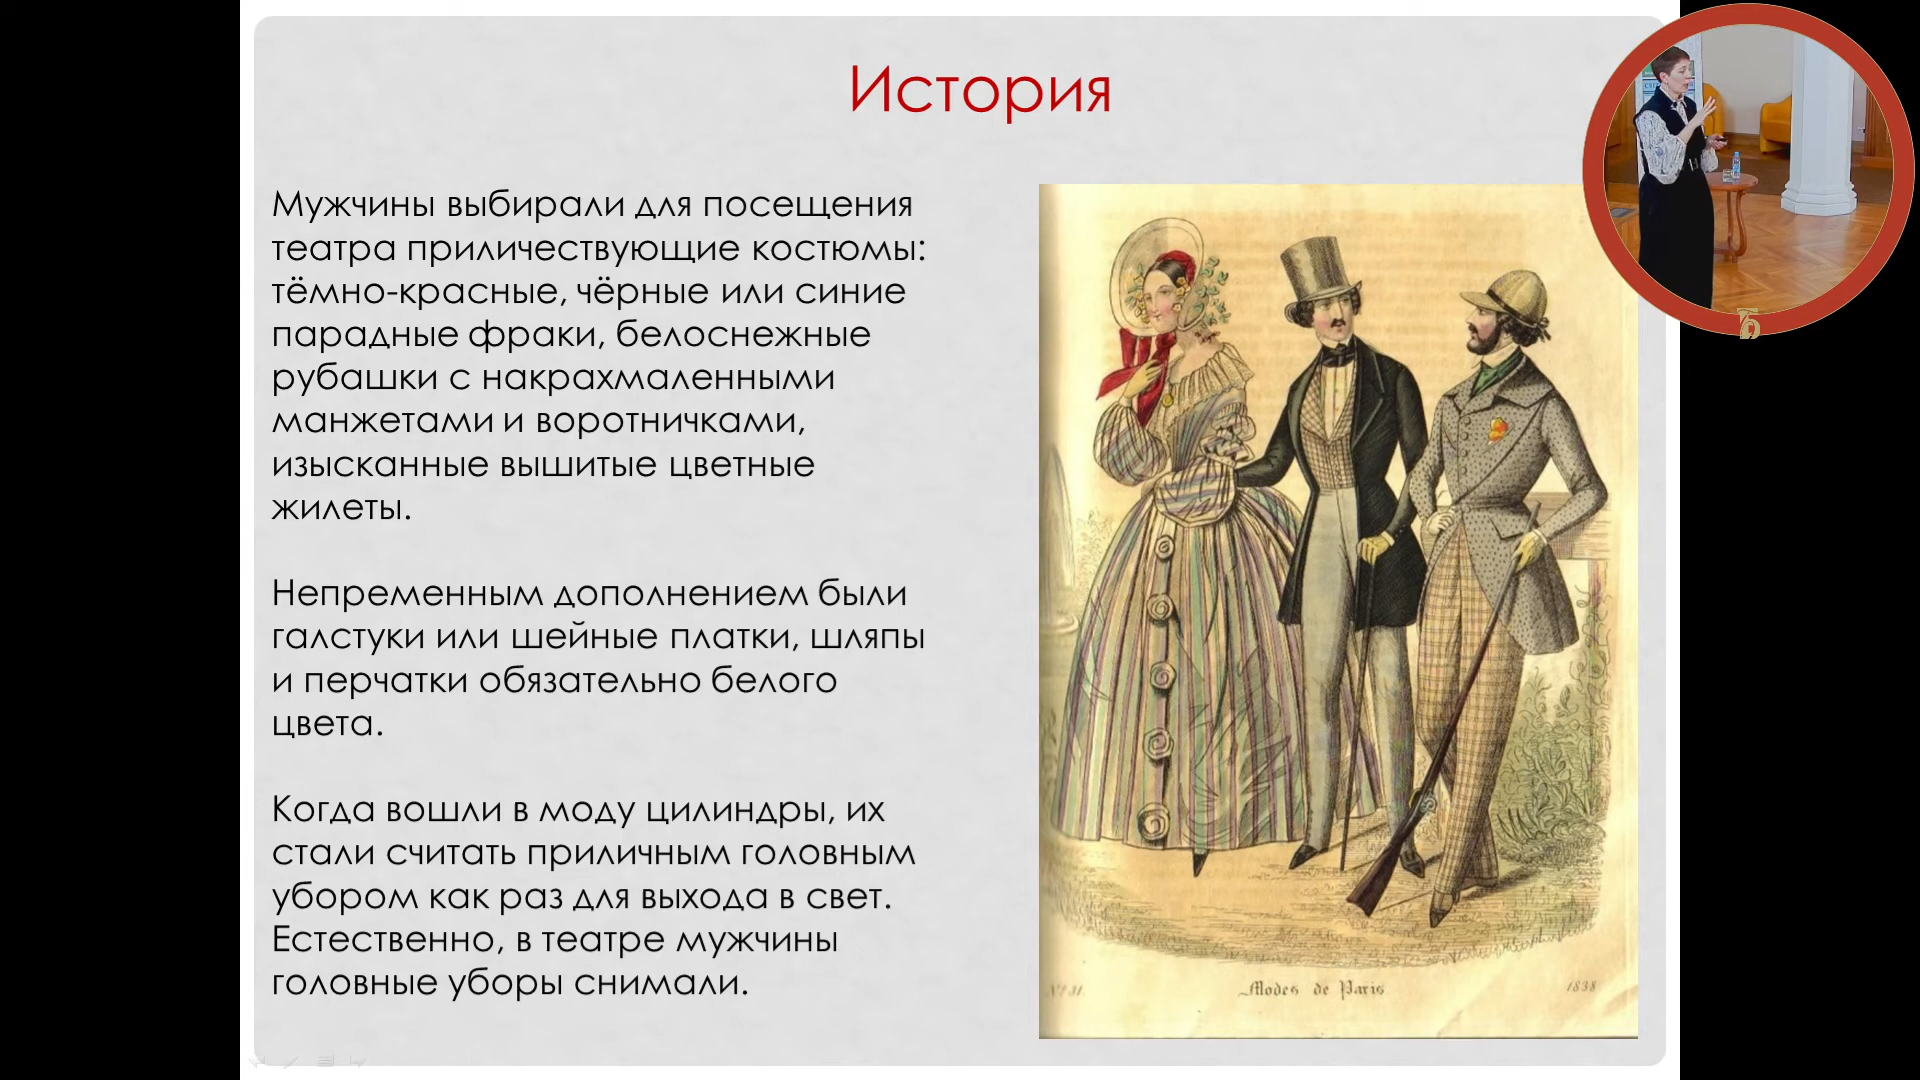 История
Мужчины выбирали для посещения
театра приличествующие костюмы:
тёмно-красные, чёрные или синие
парадные фраки, белоснежные
рубашки с накрахмаленными
манжетами и воротничками,
изысканные вышитые цветные
жилеты.
Непременным дополнением были
галстуки или шейные платки, шляпы
и перчатки обязательно белого
цвета.
Когда вошли в моду цилиндры, их
стали считать приличным головным
убором как раз для выхода в свет.
Естественно, в театре мужчины
головные уборы снимали.
Modes de Paris
1838